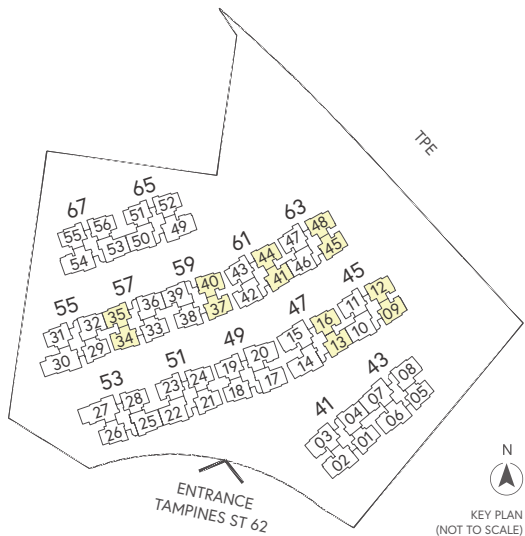 TPE
65
67
51 52
55 56
54 53 50 49
63
61
59
57
55
48
47
44 46 45
43
40 42 41
36 39
35 38 37
32 33
31 34
30 29
45
47
49
51
53
12
11
16 10 09
15
20 14 13
19
23 24 18 17
28 22 21
27 25
26
43
41
08
07
04 05
03 06
02 01
ENTRANCE
TAMPINES ST 62
N
KEY PLAN
(NOT TO SCALE)